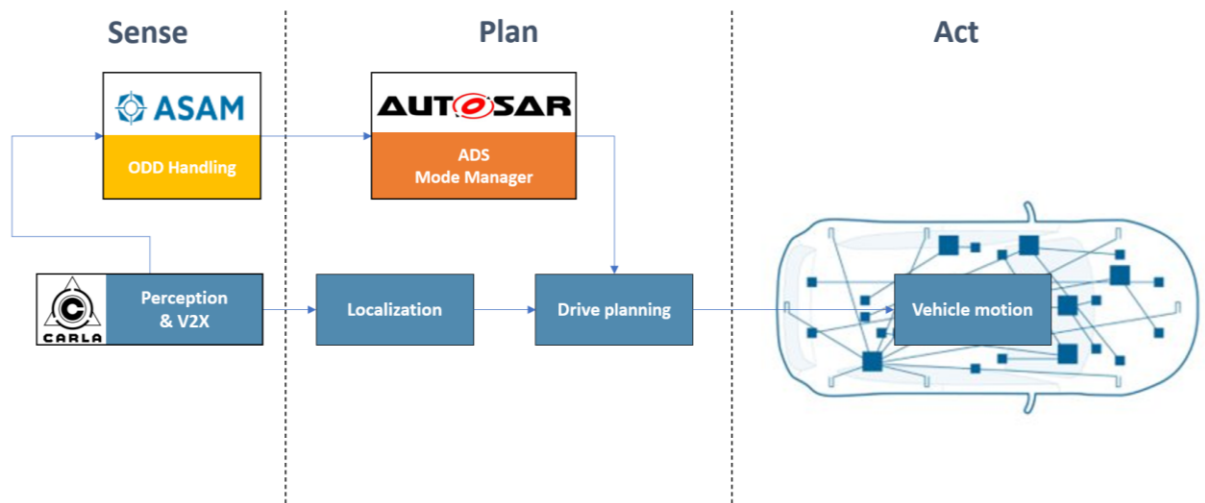 Sense
Plan
Act
ASAM
ODD Handling
AUTOSAR
ADS
Mode Manager
CARLA
Perception
& V2X
Localization
Drive planning
Vehicle motion